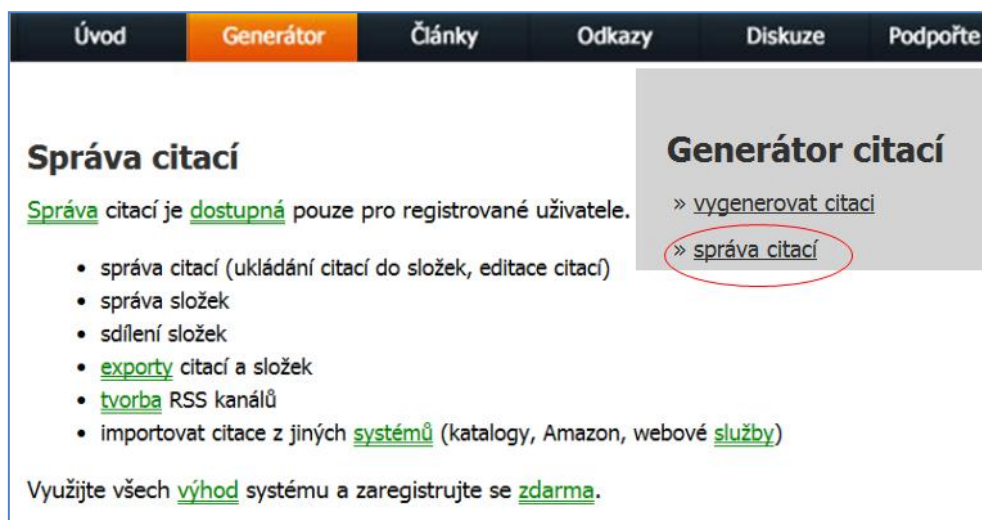 Úvod Generátor Články Odkazy Diskuze Podpořte
Správa citací
Správa citací je dostupná pouze pro registrované uživatele.
• správa citací (ukládání citací do složek, editace citací)
• správa složek
• sdílení složek
• exporty citací a složek
• tvorba RSS kanálů
• importovat citace z jiných systémů (katalogy, Amazon, webové služby)
Využijte všech výhod systému a zaregistrujte se zdarma.
Generátor citací
» vygenerovat citaci
» správa citací